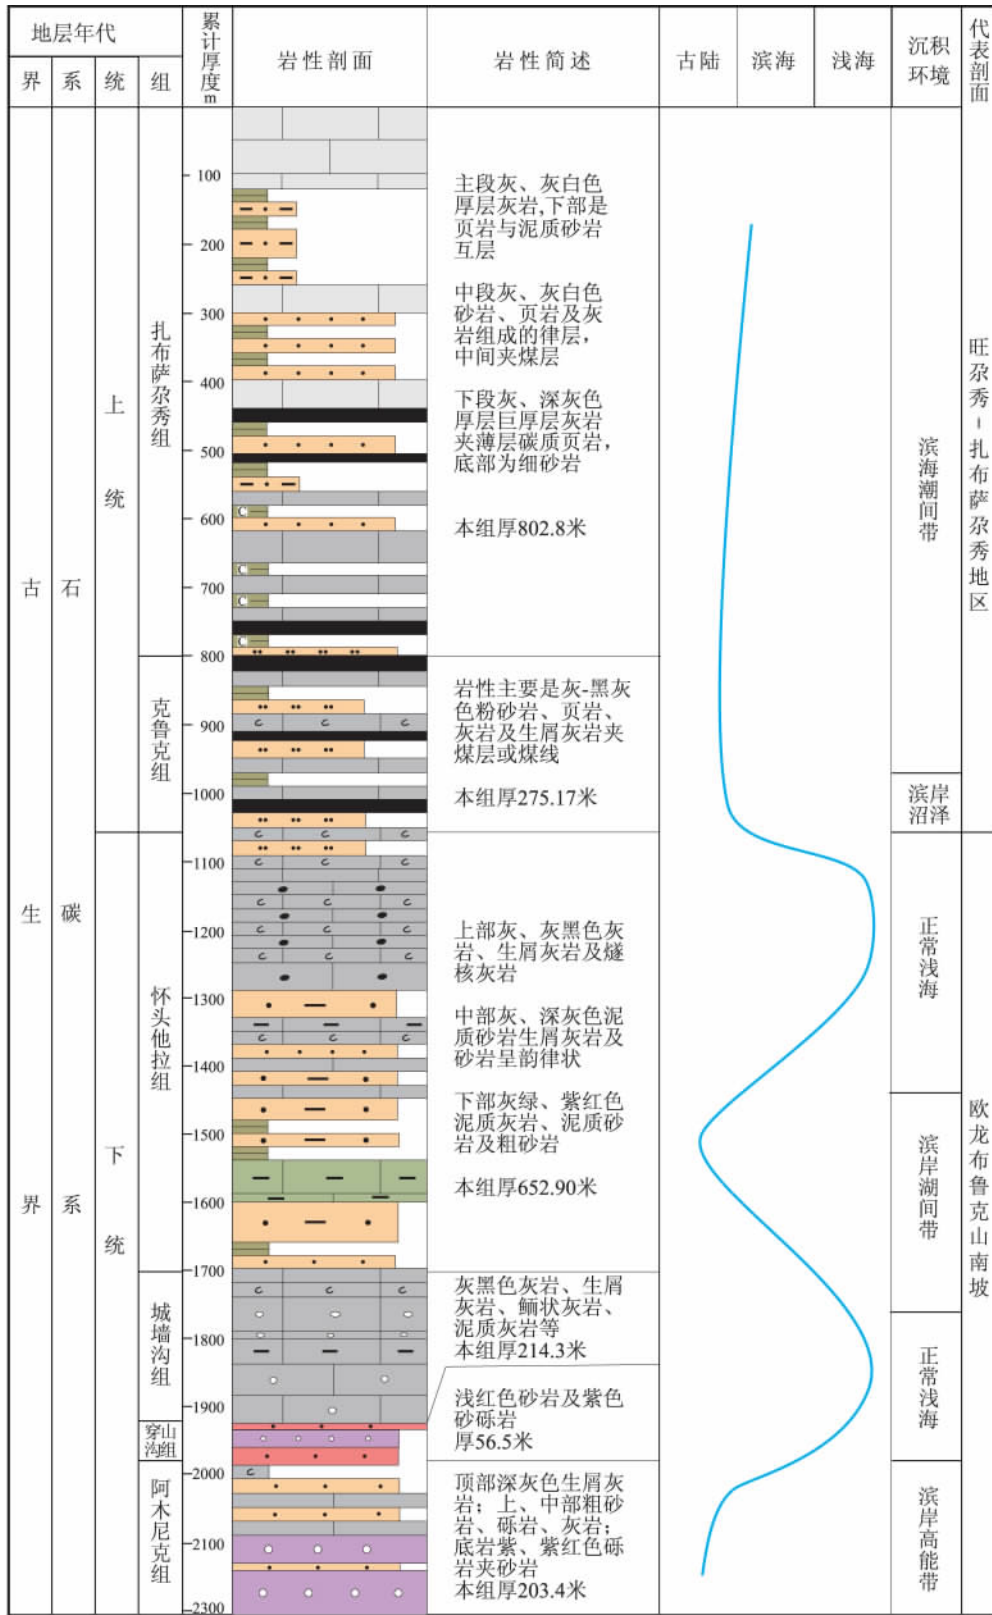 地层年代
界
系
统
组
累计厚度m
岩性剖面
岩性简述
古陆
滨海
浅海
沉积
环境
代表剖面
古生界
石炭系
上统
下统
扎布萨尕秀组
克鲁克组
怀头他拉组
城墙沟组
穿山
沟组
阿木尼克组
100
200
300
400
500
600
700
800
900
1000
1100
1200
1300
1400
1500
1600
1700
1800
1900
2000
2100
2300
C
C
C
C
主段灰、灰白色
厚层灰岩,下部是
页岩与泥质砂岩
互层
中段灰、灰白色
砂岩、页岩及灰
岩组成的律层，
中间夹煤层
下段灰、深灰色
厚层巨厚层灰岩
夹薄层碳质页岩，
底部为细砂岩
本组厚802.8米
岩性主要是灰-黑灰
色粉砂岩、页岩、
灰岩及生屑灰岩夹
煤层或煤线
本组厚275.17米
上部灰、灰黑色灰
岩、生屑灰岩及燧
核灰岩
中部灰、深灰色泥
质砂岩生屑灰岩及
砂岩呈韵律状
下部灰绿、紫红色
泥质灰岩、泥质砂
岩及粗砂岩
本组厚652.90米
灰黑色灰岩、生屑
灰岩、鲕状灰岩、
泥质灰岩等
本组厚214.3米
浅红色砂岩及紫色
砂砾岩
厚56.5米
顶部深灰色生屑灰
岩；上、中部粗砂
岩、砾岩、灰岩；
底岩紫、紫红色砾
岩夹砂岩
本组厚203.4米
滨海潮间带
滨岸
沼泽
正常浅海
滨岸湖间带
正常浅海
滨岸高能带
旺尕秀-扎布萨尕秀地区
欧龙布鲁克山南坡